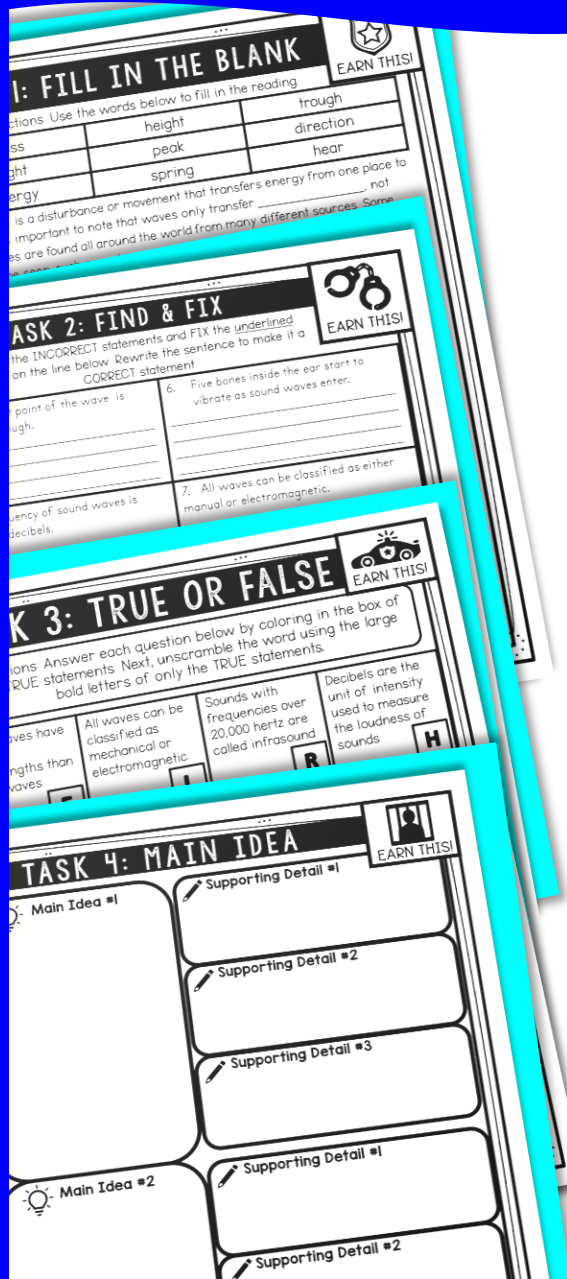 1: FILL IN THE BLANK
EARN THIS!
ctions. Use the words below to fill in the reading.
ss height trough
ght peak direction
ergy spring hear
is a disturbance or movement that transfers energy from one place to
important to note that waves only transfer ____________, not
es are found all around the world from many different sources. Some
ASK 2: FIND & FIX
EARN THIS!
the INCORRECT statements and FIX the underlined
on the line below. Rewrite the sentence to make it a
CORRECT statement.
t point of the wave is
ugh.
6. Five bones inside the ear start to
vibrate as sound waves enter.
uency of sound waves is
decibels.
7. All waves can be classified as either
manual or electromagnetic.
K 3: TRUE OR FALSE
EARN THIS!
ions: Answer each question below by coloring in the box of
TRUE statements. Next, unscramble the word using the large
bold letters of only the TRUE statements.
aves have
ngths than
waves
All waves can be
classified as
mechanical or
electromagnetic.
Sounds with
frequencies over
20,000 hertz are
called infrasound
R
Decibels are the
unit of intensity
used to measure
the loudness of
sounds
H
TASK 4: MAIN IDEA
EARN THIS!
Main Idea #1
Supporting Detail #1
Supporting Detail #2
Supporting Detail #3
Main Idea #2
Supporting Detail #1
Supporting Detail #2